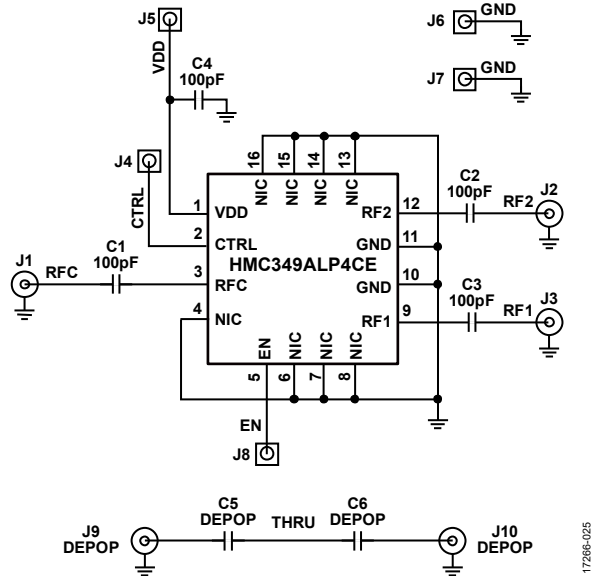 J5
VDD
C4
100pF
J6
GND
J7
GND
J4
CTRL
16
15
14
13
NIC
NIC
NIC
NIC
C2
100pF
RF2
J2
1
VDD
RF2
12
2
CTRL
GND
11
HMC349ALP4CE
J1
RFC
C1
100pF
3
RFC
GND
10
C3
100pF
RF1
J3
4
NIC
RF1
9
EN
NIC
NIC
NIC
5
6
7
8
EN
J8
J9
DEPOP
C5
DEPOP
THRU
C6
DEPOP
J10
DEPOP
17266-025